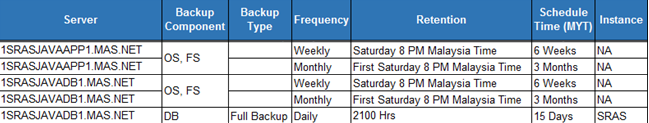 Server Backup Component Backup Type Frequency Retention Schedule Time (MYT) Instance
1SRASJAVAAPP1.MAS.NET OS, FS Weekly Saturday 8 PM Malaysia Time 6 Weeks NA
1SRASJAVAAPP1.MAS.NET Monthly First Saturday 8 PM Malaysia Time 3 Months NA
1SRASJAVADB1.MAS.NET OS, FS Weekly Saturday 8 PM Malaysia Time 6 Weeks NA
1SRASJAVADB1.MAS.NET Monthly First Saturday 8 PM Malaysia Time 3 Months NA
1SRASJAVADB1.MAS.NET DB Full Backup Daily 2100 Hrs 15 Days SRAS